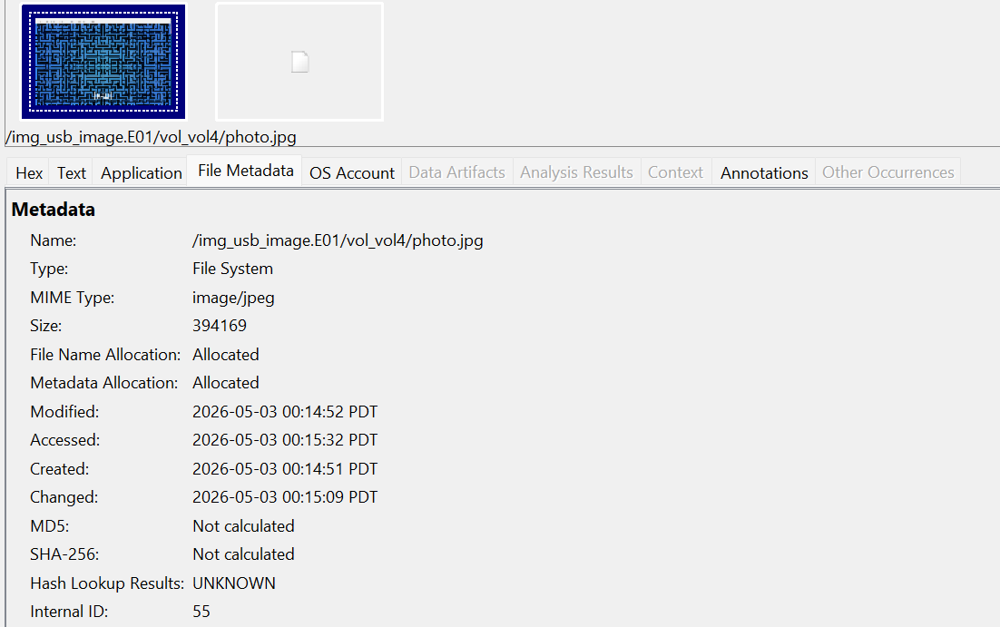 /img_usb_image.E01/vol_vol4/photo.jpg
Hex Text Application File Metadata OS Account Data Artifacts Analysis Results Context Annotations Other Occurrences
Metadata
Name: /img_usb_image.E01/vol_vol4/photo.jpg
Type: File System
MIME Type: image/jpeg
Size: 394169
File Name Allocation: Allocated
Metadata Allocation: Allocated
Modified: 2026-05-03 00:14:52 PDT
Accessed: 2026-05-03 00:15:32 PDT
Created: 2026-05-03 00:14:51 PDT
Changed: 2026-05-03 00:15:09 PDT
MD5: Not calculated
SHA-256: Not calculated
Hash Lookup Results: UNKNOWN
Internal ID: 55